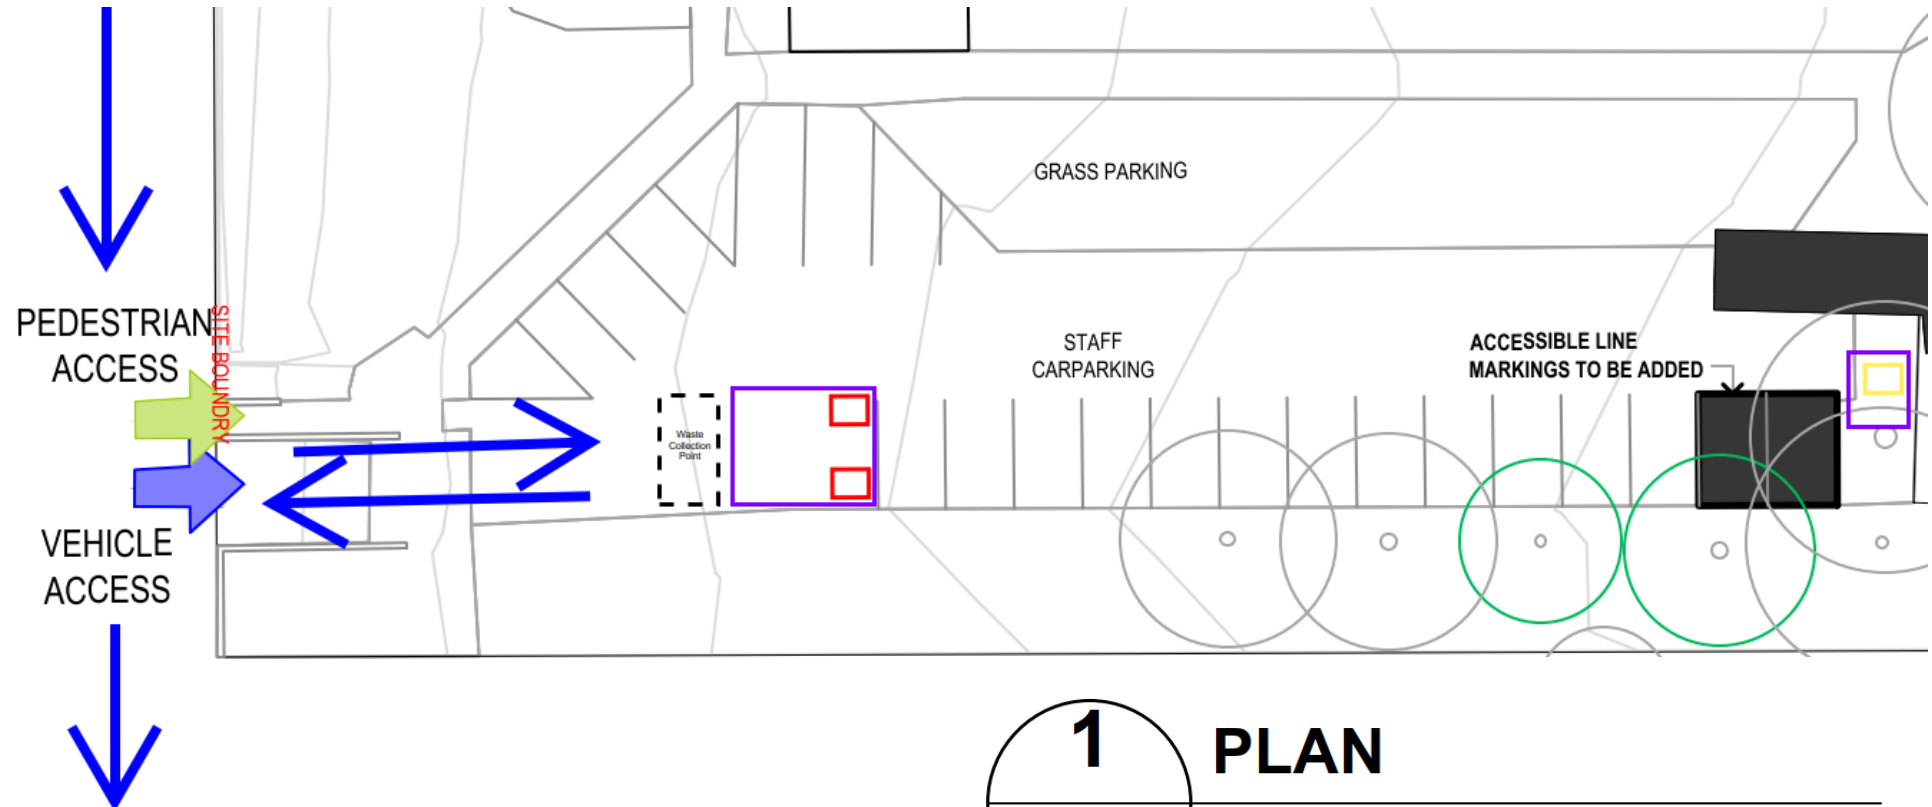 GRASS PARKING
PEDESTRIAN
ACCESS
SITE BOUNDRY
STAFF
CARPARKING
ACCESSIBLE LINE
MARKINGS TO BE ADDED
Waste
Collection
Point
VEHICLE
ACCESS
1
PLAN